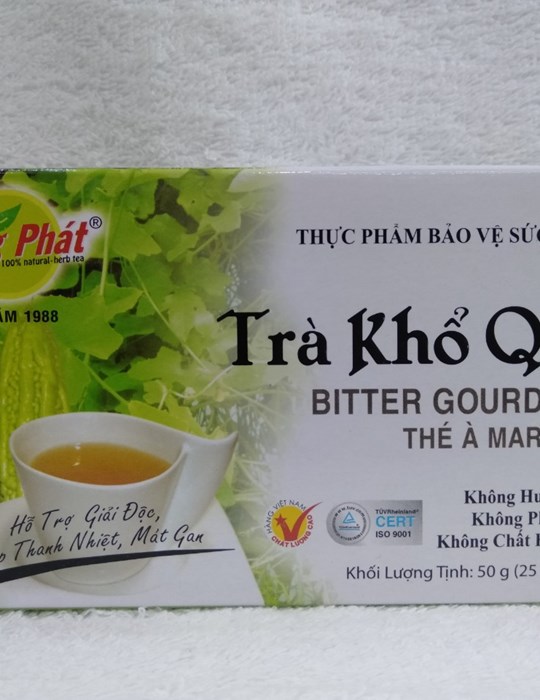 Phát®
100% natural-herb tea
ĂM 1988
THỰC PHẨM BẢO VỆ SỨC
Trà Khổ Q
BITTER GOURD
THÉ À MAR
Hỗ Trợ Giải Độc,
Thanh Nhiệt, Mát Gan
HÀNG VIỆT NAM
CHẤT LƯỢNG CAO
TÜVRheinland®
CERT
ISO 9001
Không Hư
Không Ph
Không Chất B
Khối Lượng Tịnh: 50 g (25